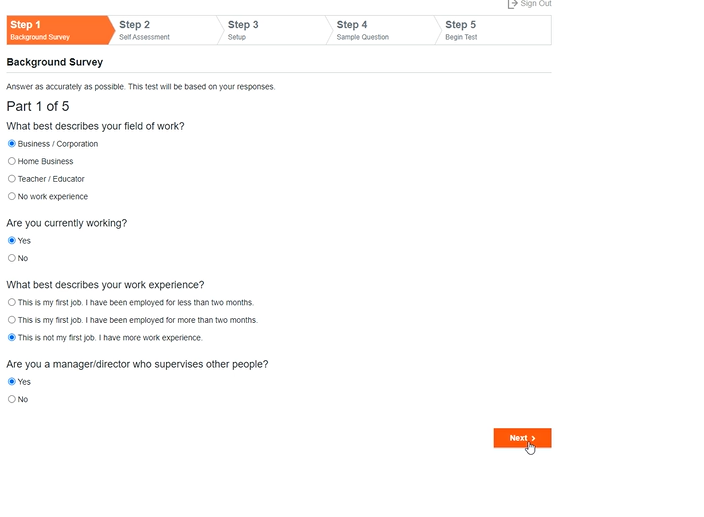 Sign Out
Step 1
Background Survey
Step 2
Self Assessment
Step 3
Setup
Step 4
Sample Question
Step 5
Begin Test
Background Survey
Answer as accurately as possible. This test will be based on your responses.
Part 1 of 5
What best describes your field of work?
Business / Corporation
Home Business
Teacher / Educator
No work experience
Are you currently working?
Yes
No
What best describes your work experience?
This is my first job. I have been employed for less than two months.
This is my first job. I have been employed for more than two months.
This is not my first job. I have more work experience.
Are you a manager/director who supervises other people?
Yes
No
Next